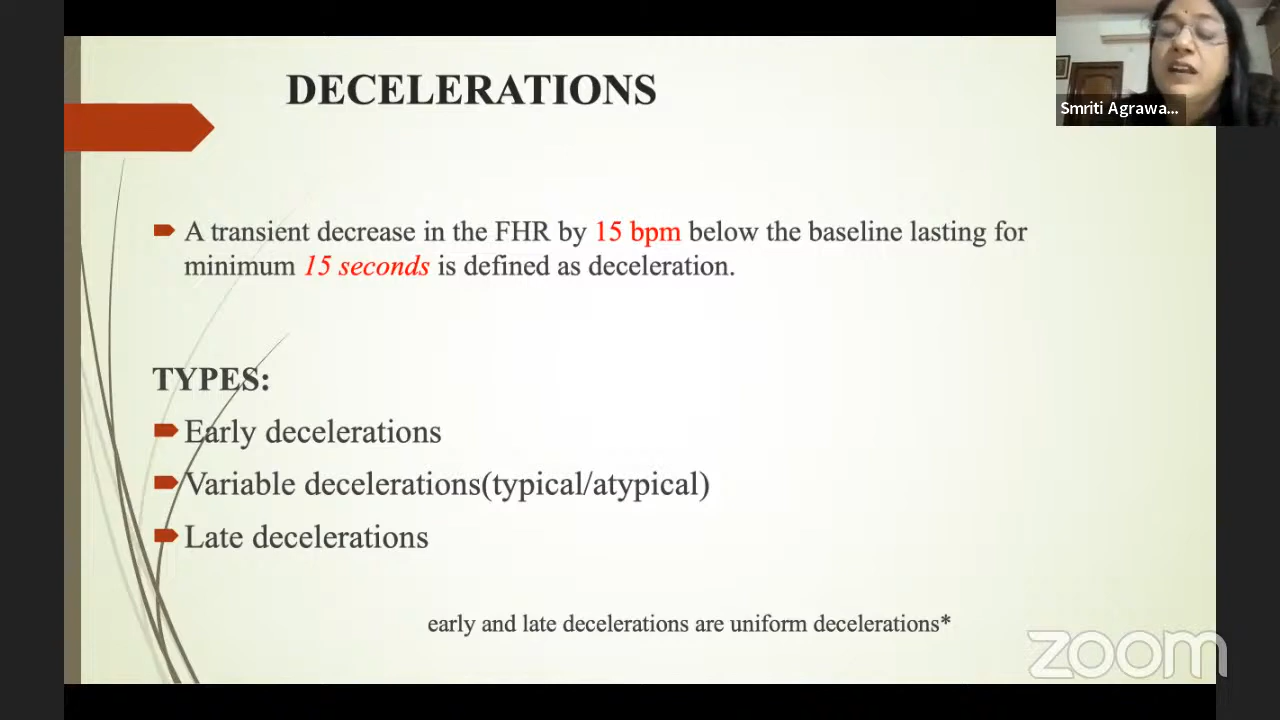 DECELERATIONS
Smriti Agrawa...
A transient decrease in the FHR by 15 bpm below the baseline lasting for
minimum 15 seconds is defined as deceleration.
TYPES:
Early decelerations
Variable decelerations(typical/atypical)
Late decelerations
early and late decelerations are uniform decelerations*
zoom